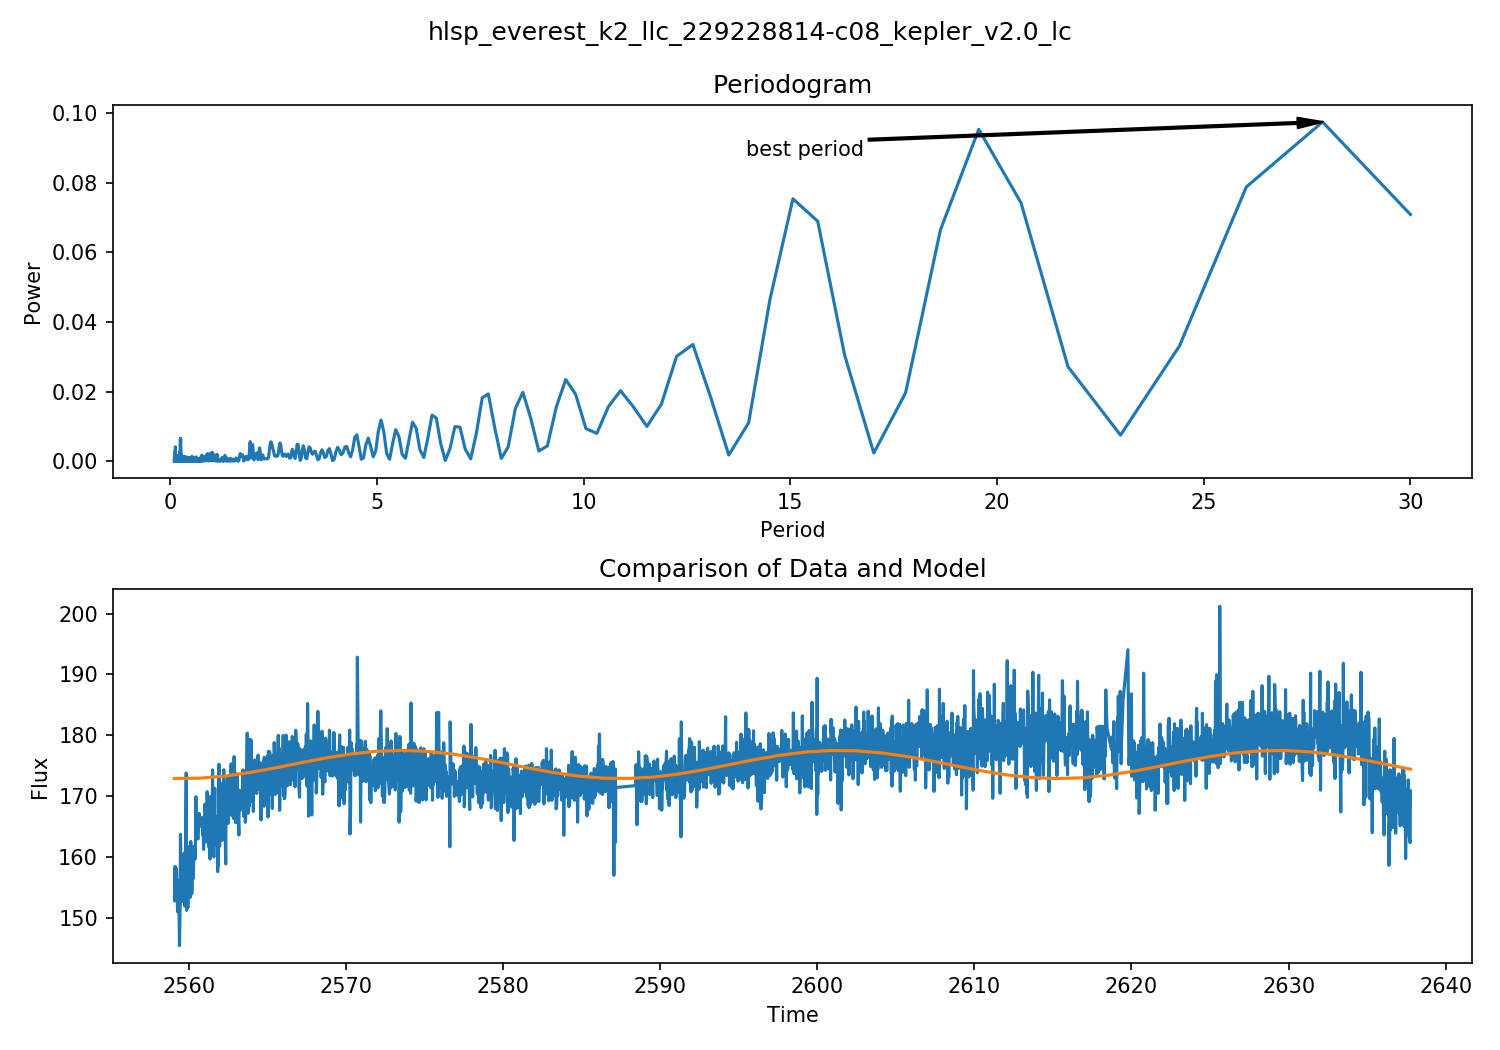 hlsp_everest_k2_llc_229228814-c08_kepler_v2.0_lc
Periodogram
0.10
0.08
0.06
0.04
0.02
0.00
Power
best period
0 5 10 15 20 25 30
Period
Comparison of Data and Model
200
190
180
170
160
150
Flux
2560 2570 2580 2590 2600 2610 2620 2630 2640
Time